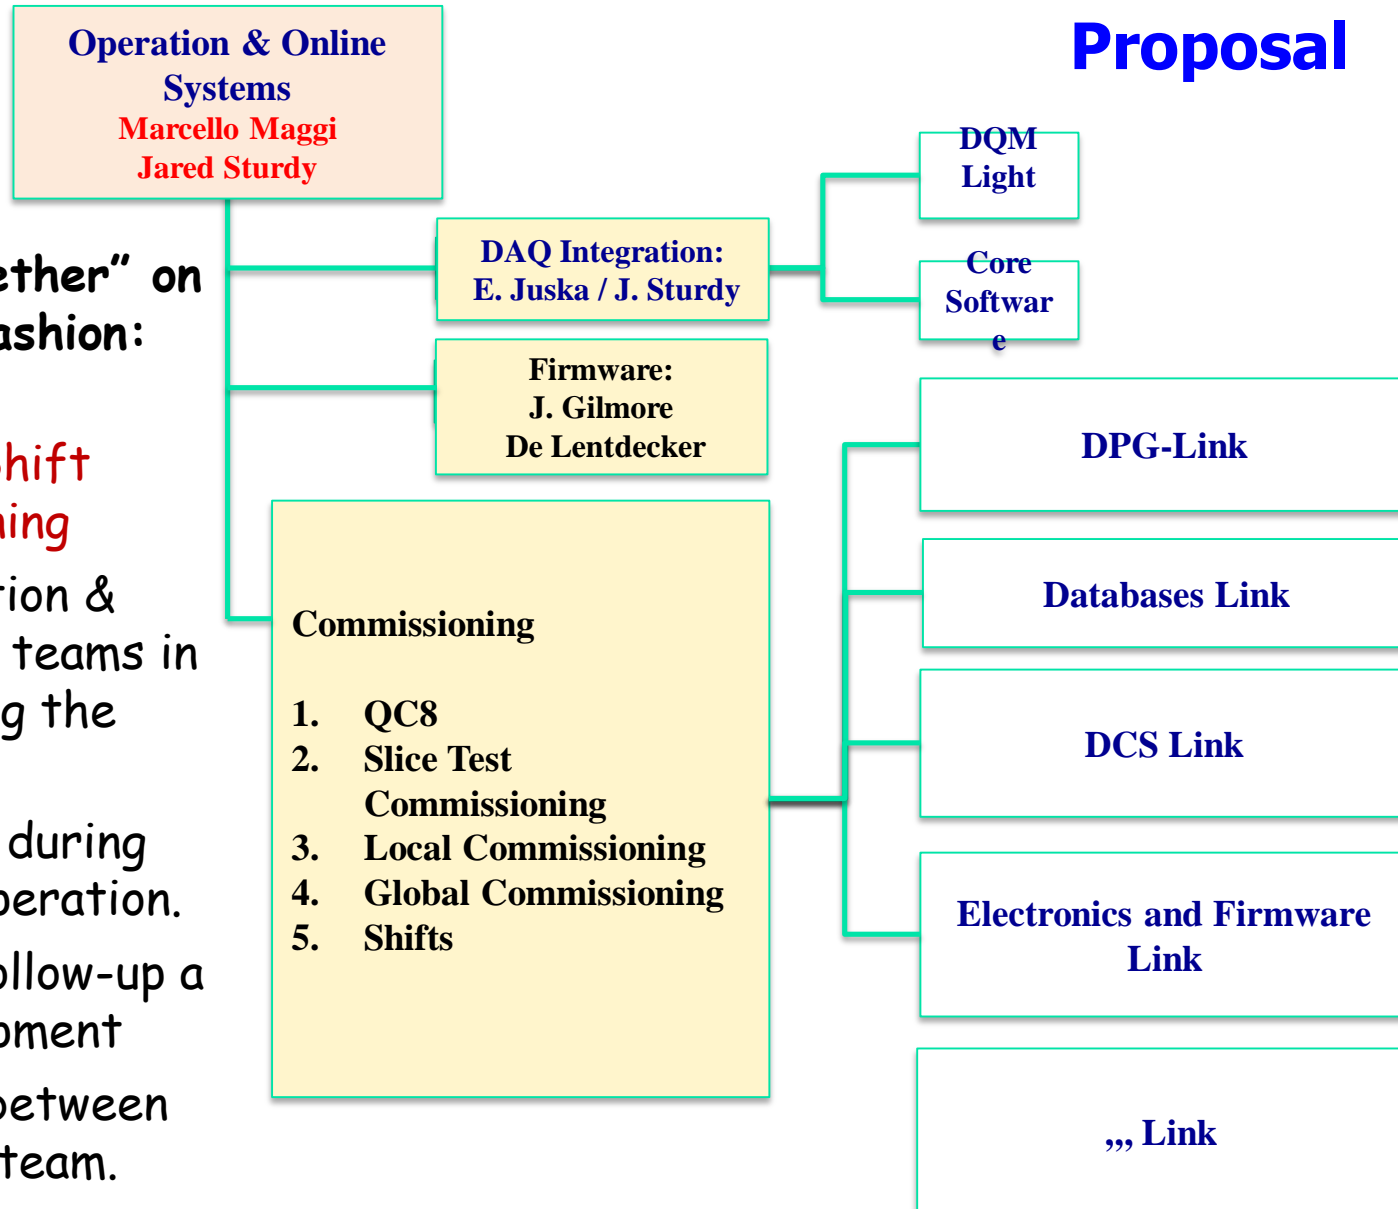 Proposal
Operation & Online
Systems
Marcello Maggi
Jared Sturdy
DQM
Light
DAQ Integration:
E. Juska / J. Sturdy
Core
Softwar
e
Firmware:
J. Gilmore
De Lentdecker
Commissioning
1. QC8
2. Slice Test
Commissioning
3. Local Commissioning
4. Global Commissioning
5. Shifts
DPG-Link
Databases Link
DCS Link
Electronics and Firmware
Link
,,, Link
ether” on
ashion:
hift
ning
tion &
teams in
g the
during
peration.
ollow-up a
pment
between
team.